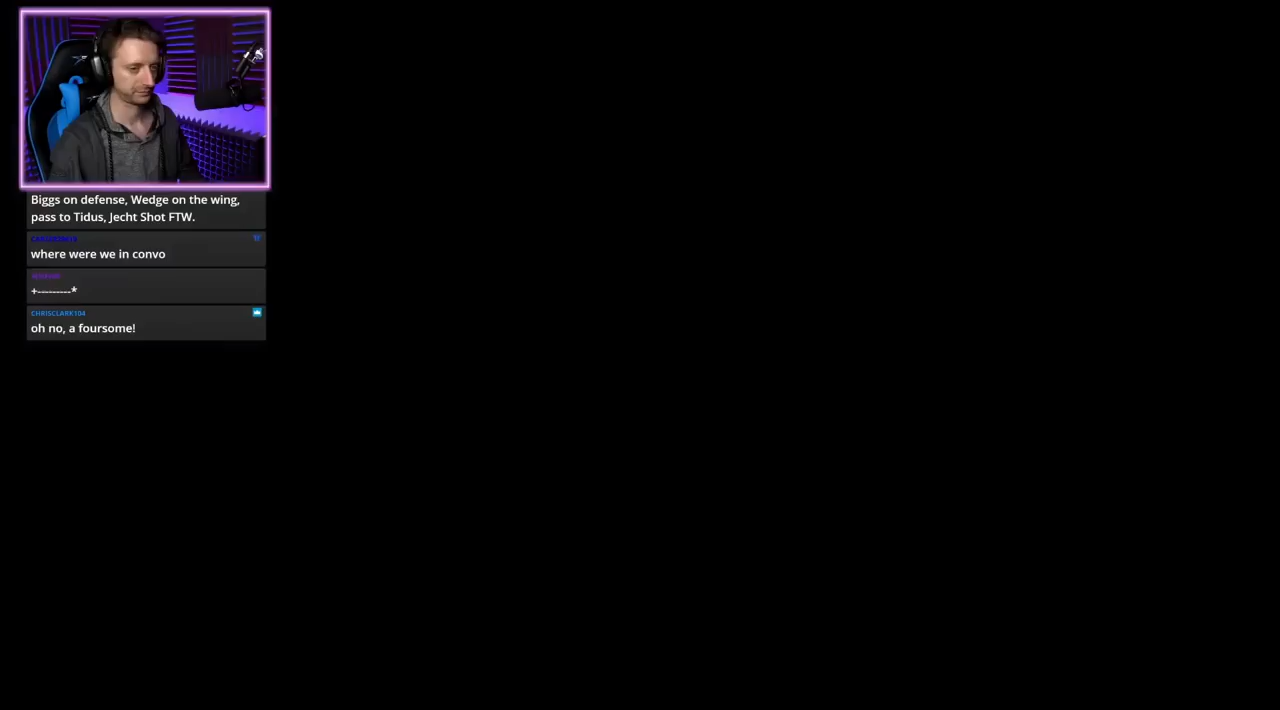 Biggs on defense, Wedge on the wing,
pass to Tidus, Jecht Shot FTW.
where were we in convo
+---------*
CHRISCLARK104
oh no, a foursome!